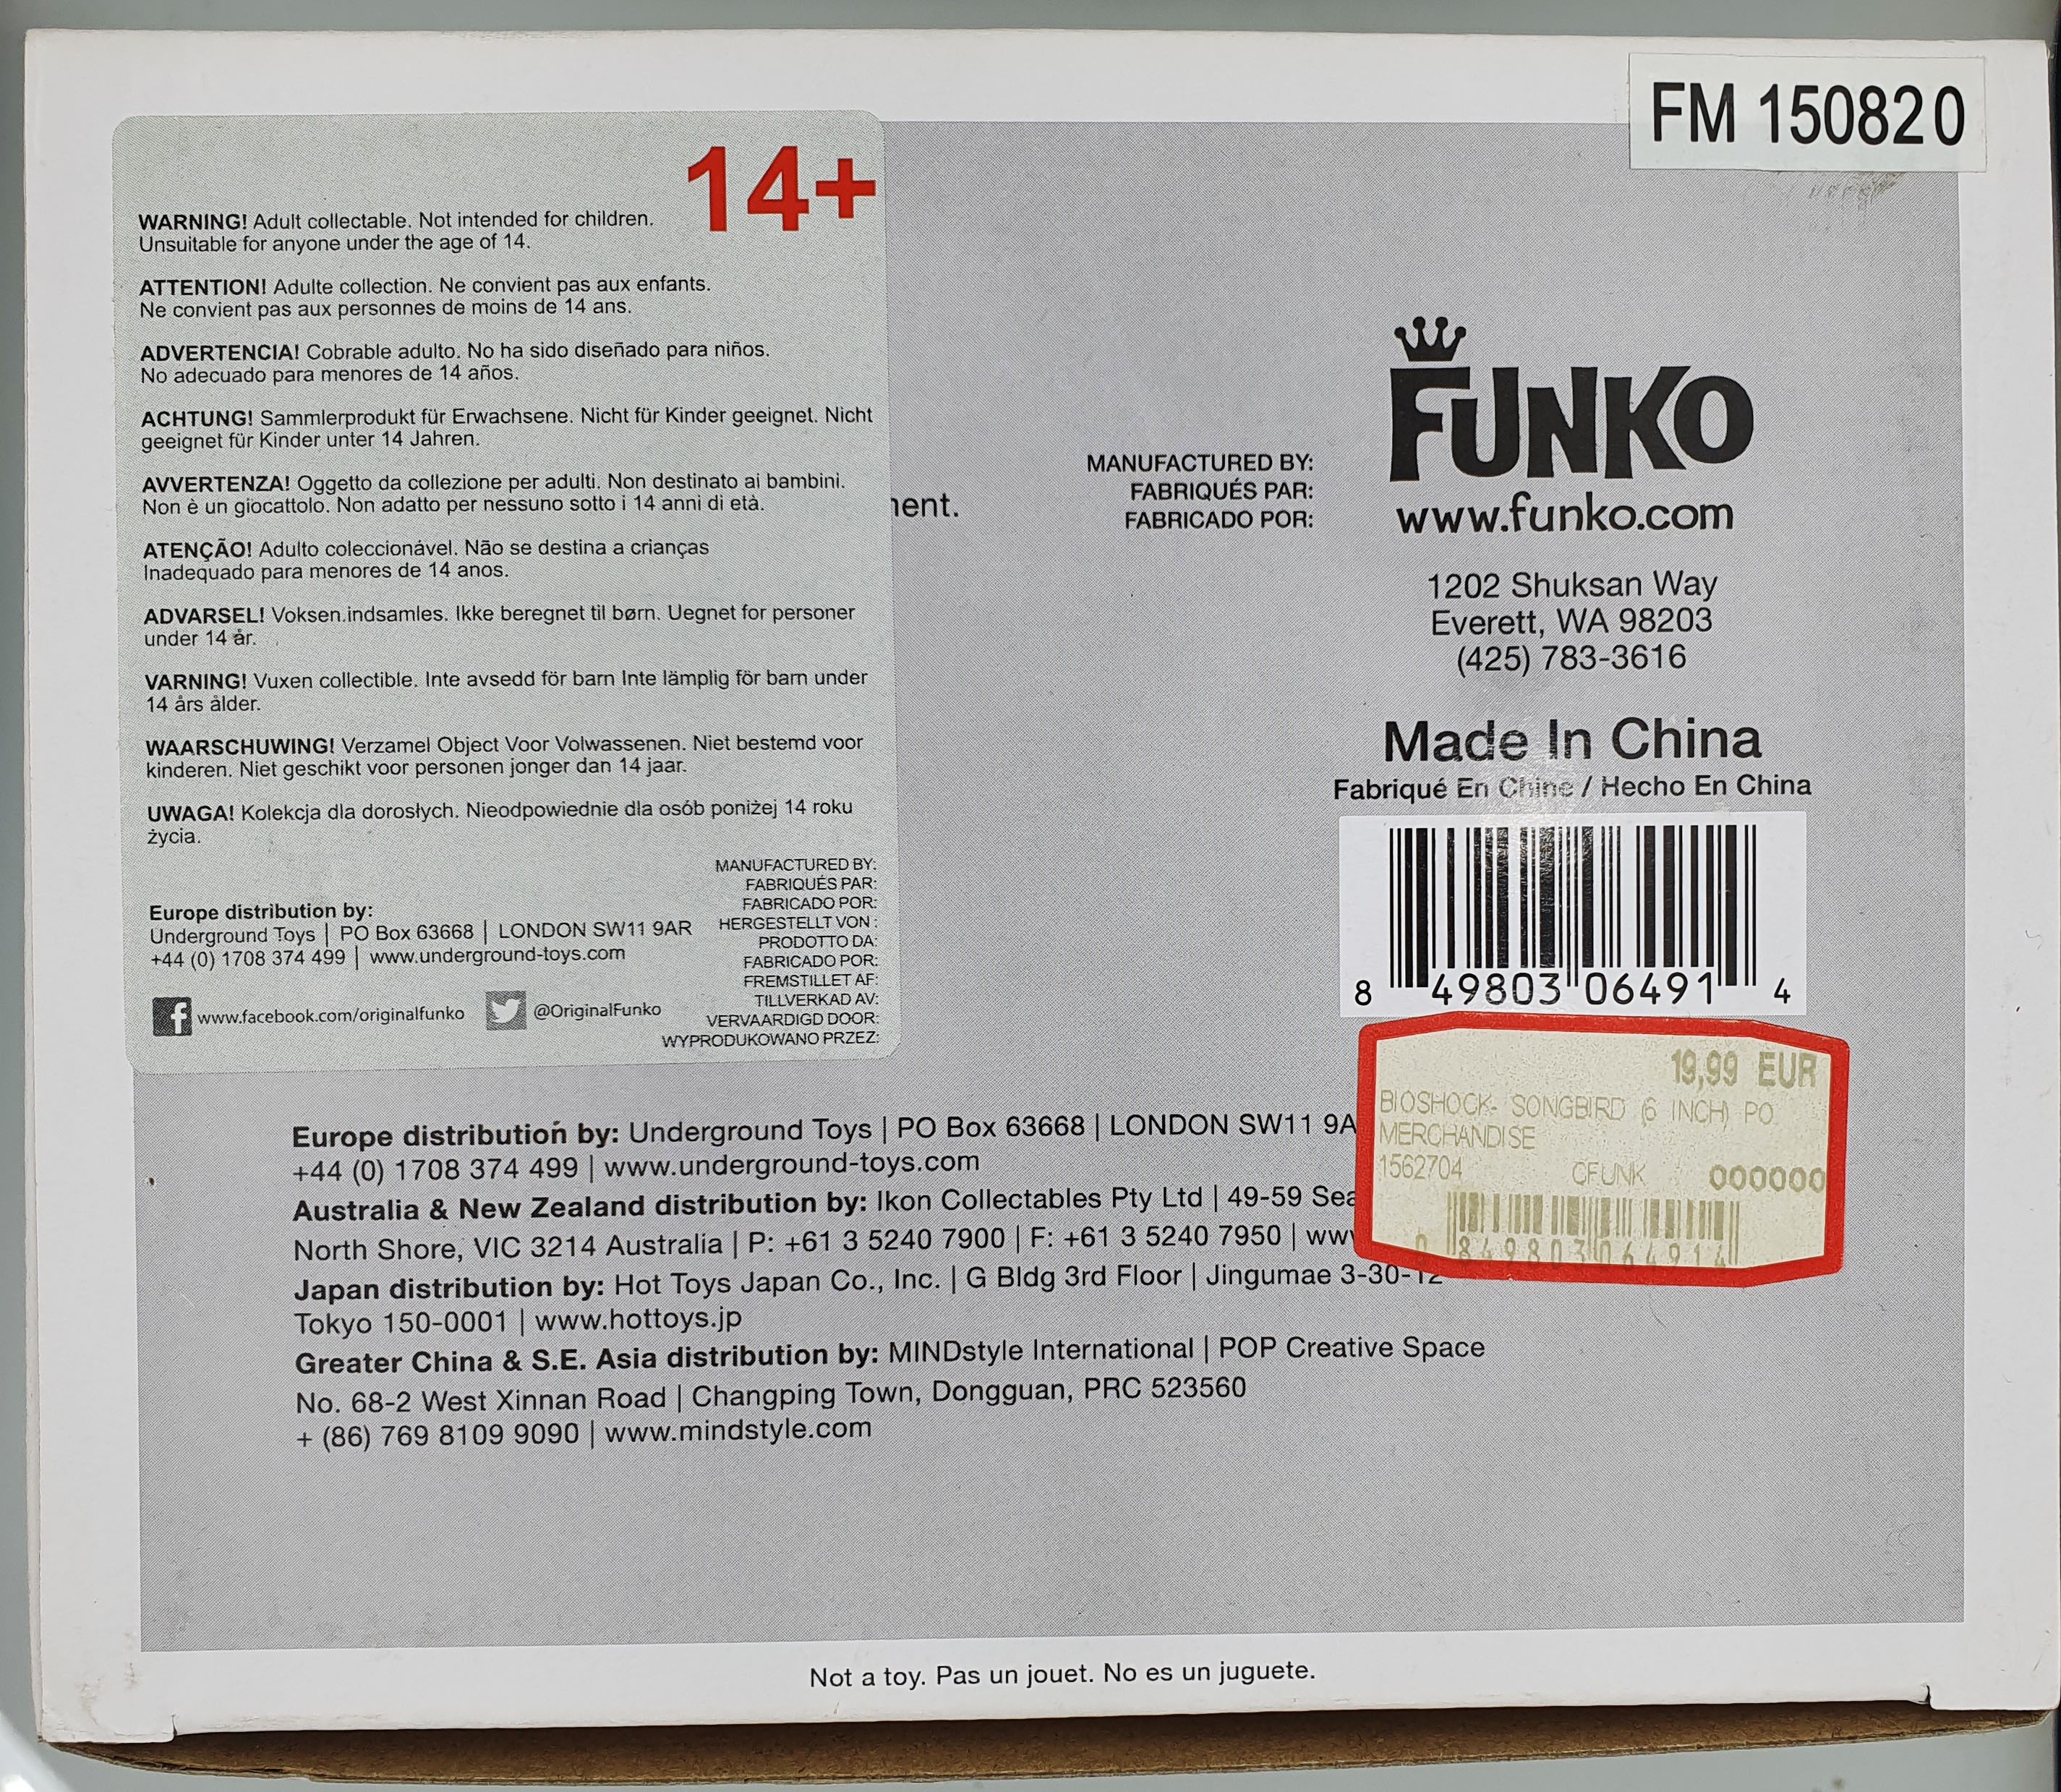 FM 150820
14+
WARNING! Adult collectable. Not intended for children.
Unsuitable for anyone under the age of 14.
ATTENTION! Adulte collection. Ne convient pas aux enfants.
Ne convient pas aux personnes de moins de 14 ans.
ADVERTENCIA! Cobrable adulto. No ha sido diseñado para niños.
No adecuado para menores de 14 años.
ACHTUNG! Sammlerprodukt für Erwachsene. Nicht für Kinder geeignet. Nicht
geeignet für Kinder unter 14 Jahren.
AVVERTENZA! Oggetto da collezione per adulti. Non destinato ai bambini.
Non è un giocattolo. Non adatto per nessuno sotto i 14 anni di età.
ATENÇÃO! Adulto coleccionável. Não se destina a crianças
Inadequado para menores de 14 anos.
ADVARSEL! Voksen.indsamles. Ikke beregnet til børn. Uegnet for personer
under 14 år.
VARNING! Vuxen collectible. Inte avsedd för barn Inte lämplig för barn under
14 års ålder.
WAARSCHUWING! Verzamel Object Voor Volwassenen. Niet bestemd voor
kinderen. Niet geschikt voor personen jonger dan 14 jaar.
UWAGA! Kolekcja dla dorosłych. Nieodpowiednie dla osób poniżej 14 roku
życia.
MANUFACTURED BY:
FABRIQUÉS PAR:
FABRICADO POR:
HERGESTELLT VON :
PRODOTTO DA:
FABRICADO POR:
FREMSTILLET AF:
TILLVERKAD AV:
VERVAARDIGD DOOR:
WYPRODUKOWANO PRZEZ:
Europe distribution by:
Underground Toys | PO Box 63668 | LONDON SW11 9AR
+44 (0) 1708 374 499 | www.underground-toys.com
www.facebook.com/originalfunko @OriginalFunko
ent.
MANUFACTURED BY:
FABRIQUÉS PAR:
FABRICADO POR:
FUNKO
www.funko.com
1202 Shuksan Way
Everett, WA 98203
(425) 783-3616
Made In China
Fabriqué En Chine / Hecho En China
8 49803 06491 4
19,99 EUR
BIOSHOCK- SONGBIRD (6 INCH) PO
MERCHANDISE
1562704 CFUNK 000000
0 849803064914
Europe distribution by: Underground Toys | PO Box 63668 | LONDON SW11 9A
+44 (0) 1708 374 499 | www.underground-toys.com
Australia & New Zealand distribution by: Ikon Collectables Pty Ltd | 49-59 Sea
North Shore, VIC 3214 Australia | P: +61 3 5240 7900 | F: +61 3 5240 7950 | ww
Japan distribution by: Hot Toys Japan Co., Inc. | G Bldg 3rd Floor | Jingumae 3-30-12
Tokyo 150-0001 | www.hottoys.jp
Greater China & S.E. Asia distribution by: MINDstyle International | POP Creative Space
No. 68-2 West Xinnan Road | Changping Town, Dongguan, PRC 523560
+ (86) 769 8109 9090 | www.mindstyle.com
Not a toy. Pas un jouet. No es un juguete.